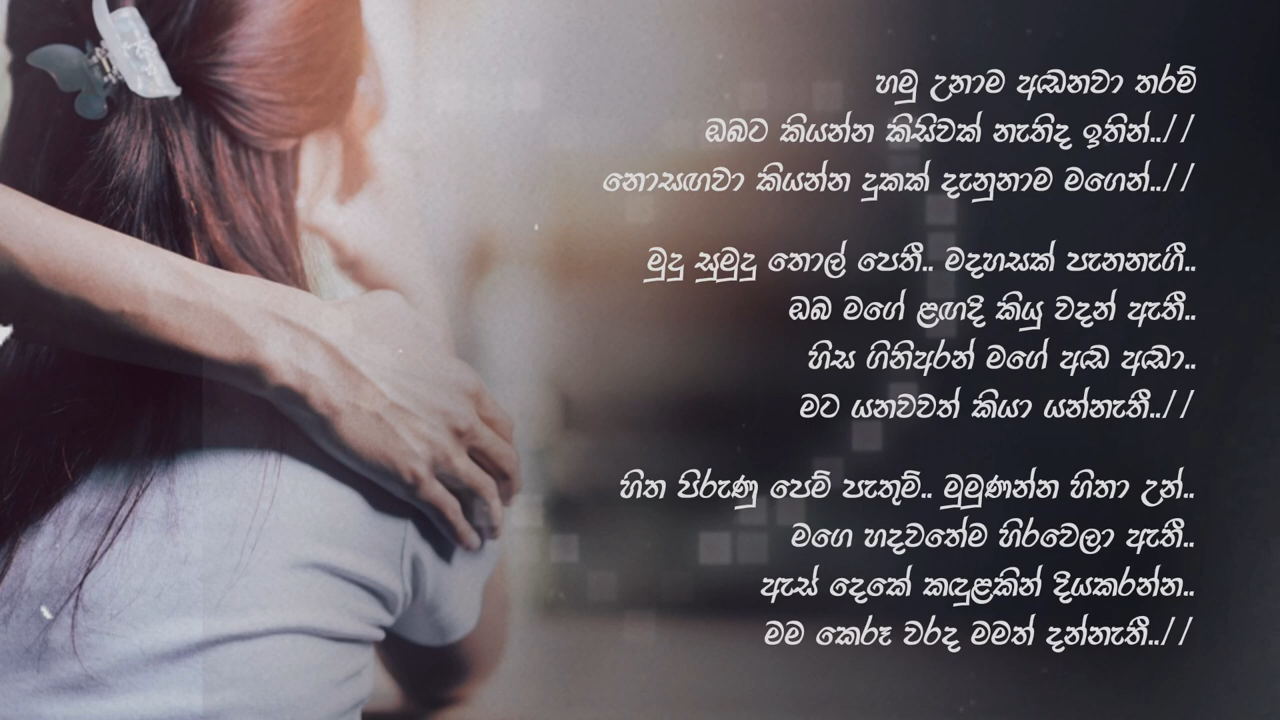 හමු උනාම අඬනවා තරම්
ඔබට කියන්න කිසිවක් නැතිද ඉතින්..//
නොසඟවා කියන්න දුකක් දැනුනාම මගෙන්..//
මුදු සුමුදු තොල් පෙතී.. මදහසක් පැනනැගී..
ඔබ මගේ ළඟදි කියු වදන් ඇතී..
හිස ගිනිඅරන් මගේ අඬ අඬා..
මට යනවවත් කියා යන්නැතී..//
හිත පිරුණු පෙම් පැතුම්.. මුමුණන්න හිතා උන්..
මගෙ හදවතේම හිරවෙලා ඇතී..
ඇස් දෙකේ කඳුළකින් දියකරන්න..
මම කෙරූ වරද මමත් දන්නැතී..//